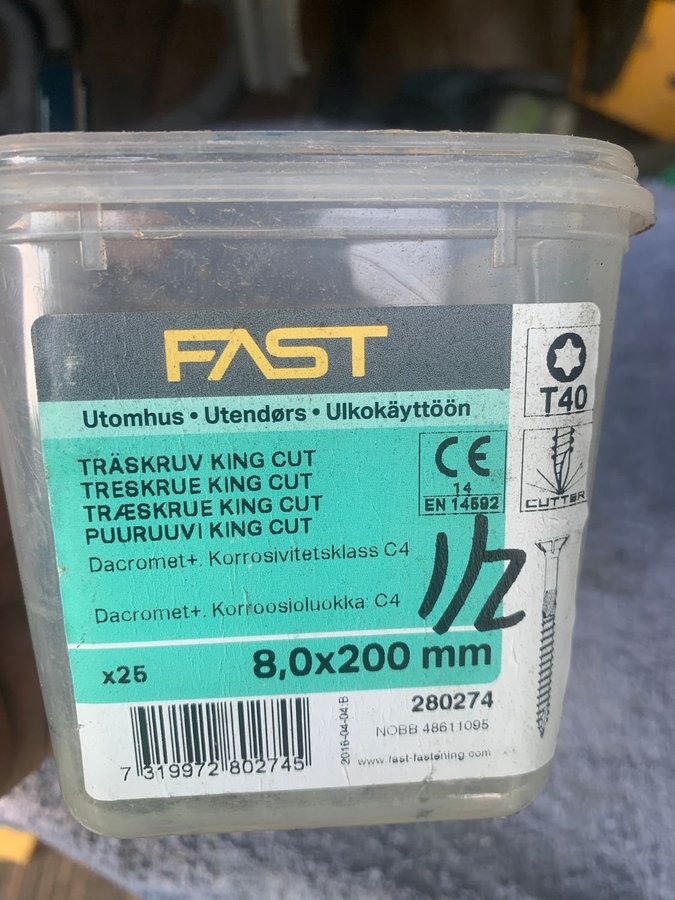 FAST
T40
Utomhus • Utendørs • Ulkokäyttöön
TRÄSKRUV KING CUT
TRESKRUE KING CUT
TRÆSKRUE KING CUT
PUURUUVI KING CUT
CE
14
EN 14592
CUTTER
Dacromet+. Korrosivitetsklass C4
Dacromet+. Korroosioluokka C4
1/2
x25
8,0x200 mm
280274
NOBB 48611095
www.fast-fastening.com
2016-04-04:B
7 319972 802745